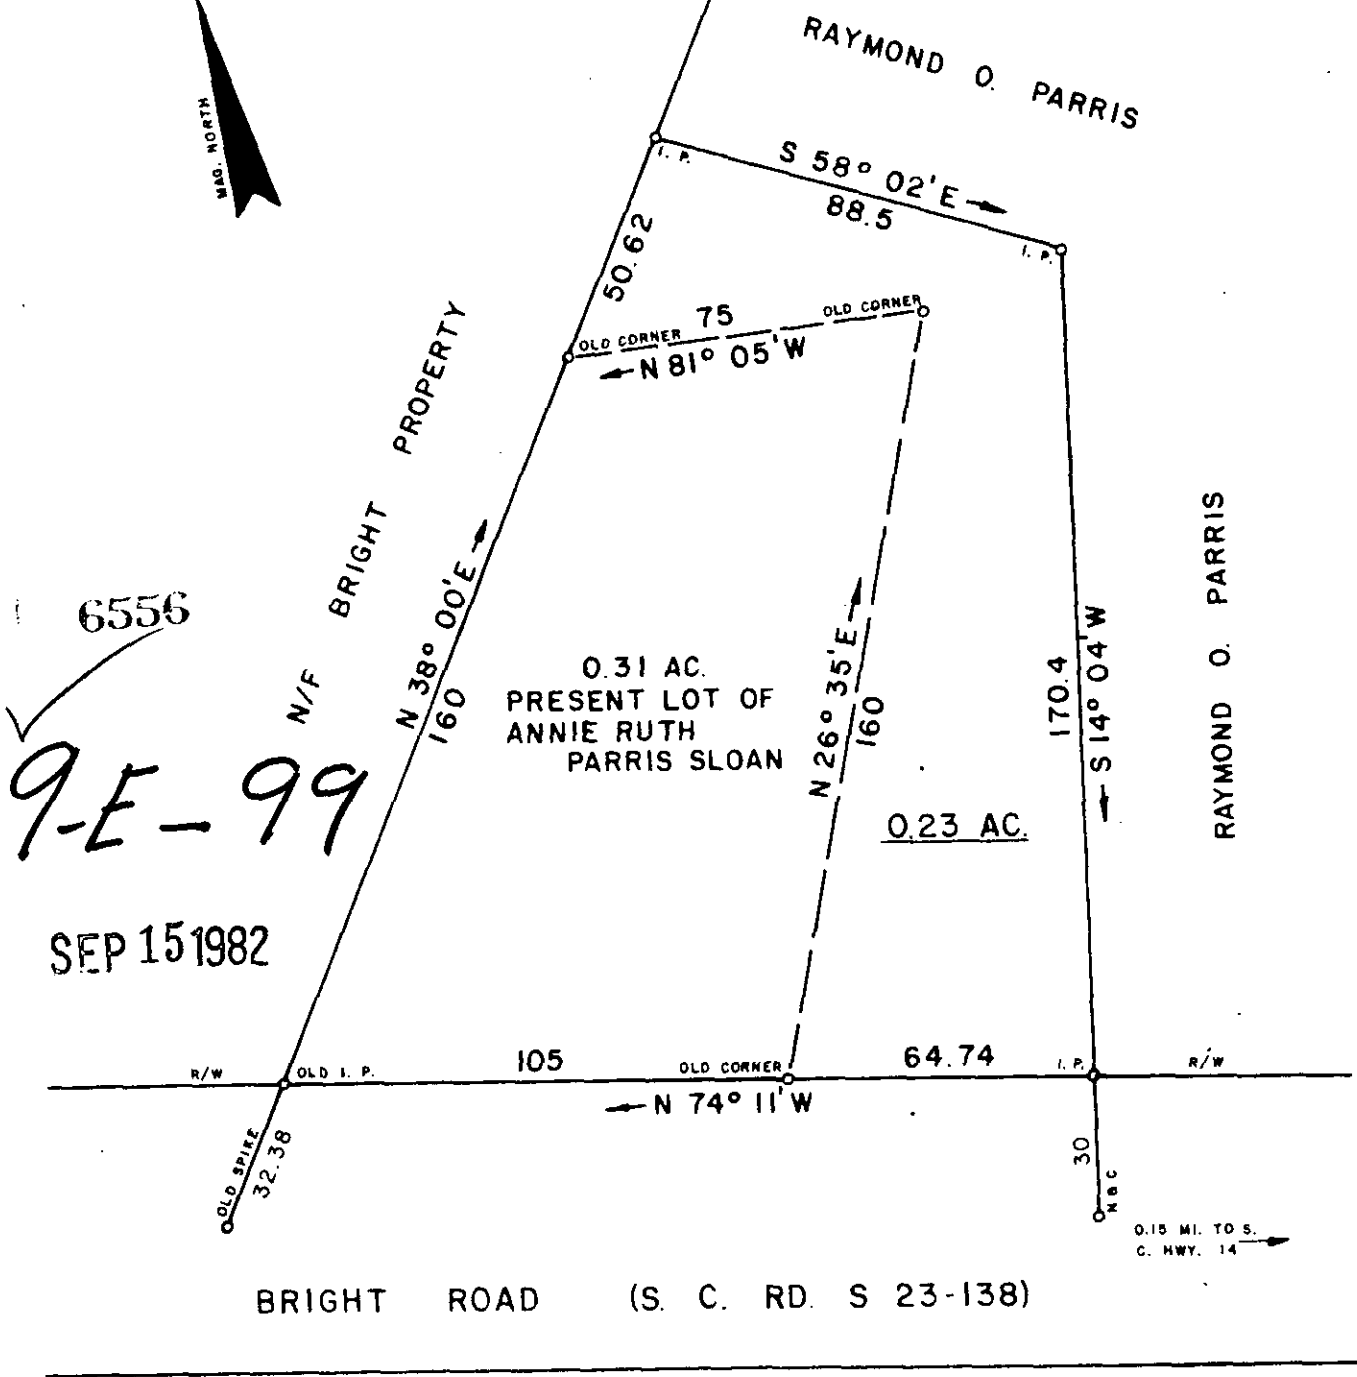 RAYMOND O. PARRIS
MAG. NORTH
I. P.
S 58° 02' E
88.5
I. P.
50.62
OLD CORNER 75 OLD CORNER
N 81° 05' W
N/F BRIGHT PROPERTY
N 38° 00' E
160
6556
9-E-99
SEP 15 1982
0.31 AC.
PRESENT LOT OF
ANNIE RUTH
PARRIS SLOAN
N 26° 35' E
160
0.23 AC.
170.4
S 14° 04' W
RAYMOND O. PARRIS
R/W OLD I. P. 105 OLD CORNER 64.74 I. P. R/W
N 74° 11' W
OLD SPIKE
32.38
30
N & C
0.15 MI. TO S.
C. HWY. 14
BRIGHT ROAD (S. C. RD. S 23-138)